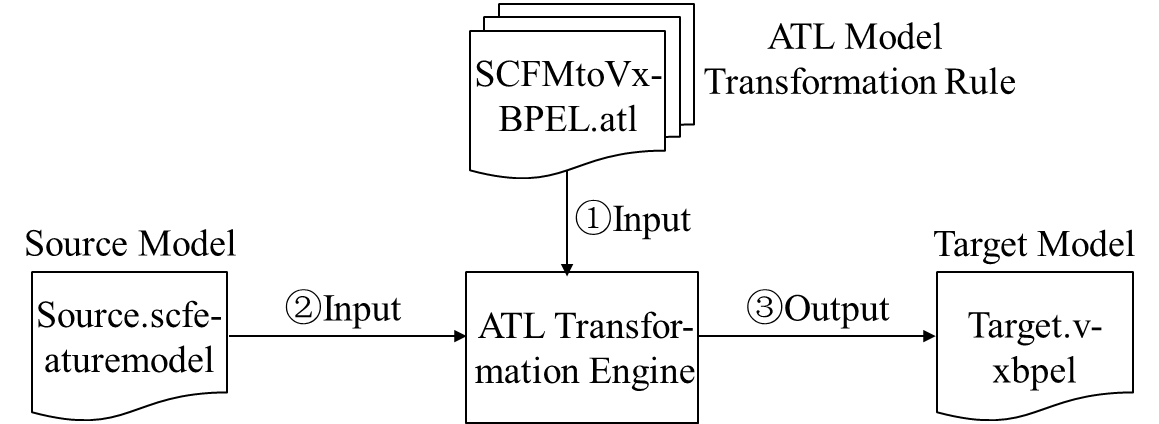 SCFMtoVx-
BPEL.atl
ATL Model
Transformation Rule
①Input
Source Model
Source.scfe-
aturemodel
②Input
ATL Transfor-
mation Engine
③Output
Target Model
Target.v-
xbpel